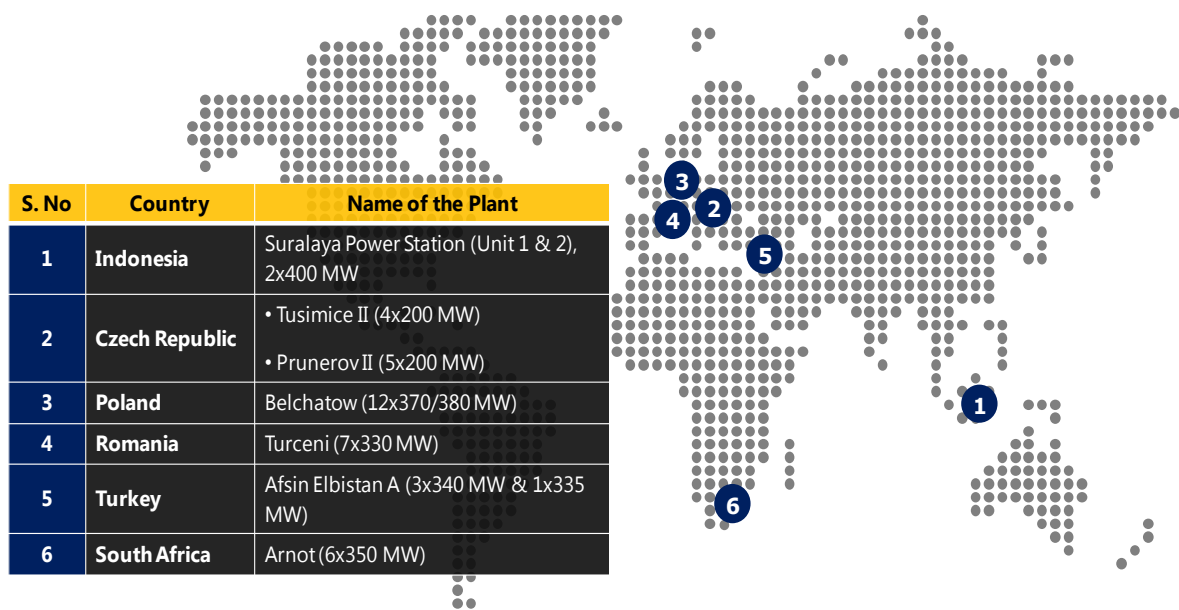 S. No Country Name of the Plant
1 Indonesia Suralaya Power Station (Unit 1 & 2),
2x400 MW
2 Czech Republic • Tusimice II (4x200 MW)
• Prunerov II (5x200 MW)
3 Poland Belchatow (12x370/380 MW)
4 Romania Turceni (7x330 MW)
5 Turkey Afsin Elbistan A (3x340 MW & 1x335
MW)
6 South Africa Arnot (6x350 MW)
3
2
4
5
1
6